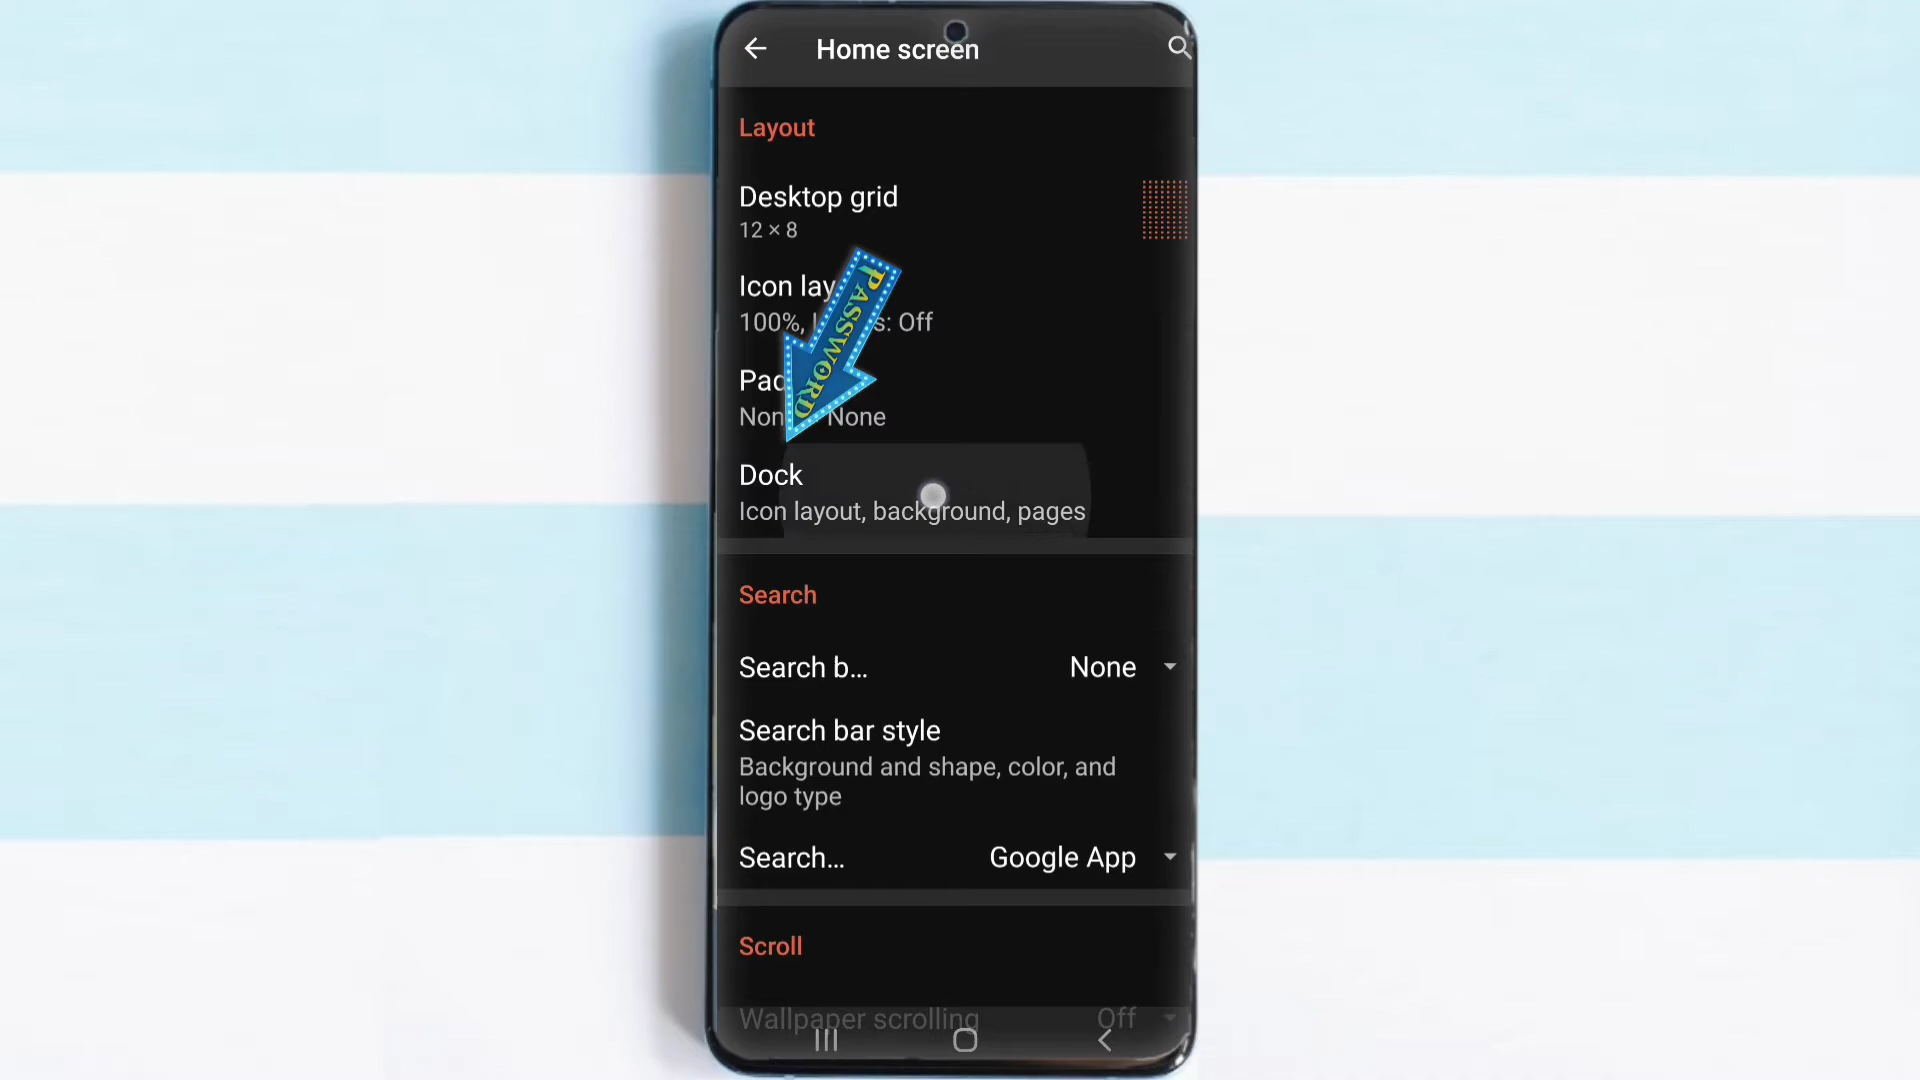 Home screen
Layout
Desktop grid
12 × 8
Icon lay
100%, s: Off
PASSWORD
Pad
None None
Dock
Icon layout, background, pages
Search
Search b... None
Search bar style
Background and shape, color, and
logo type
Search... Google App
Scroll
Wallpaper scrolling Off